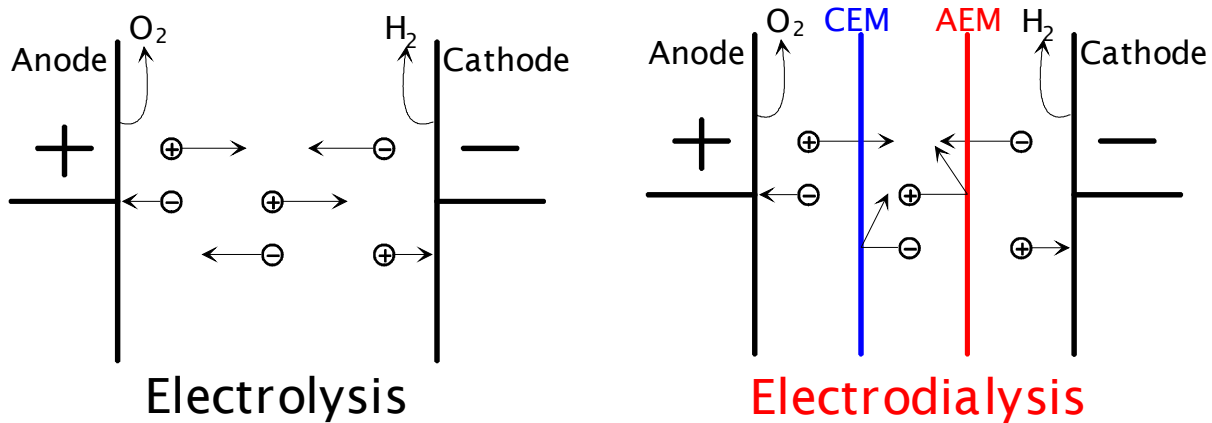 O₂
H₂
Anode
Cathode
+
−
+
−
+
−
+
−
+
Electrolysis
O₂
CEM
AEM
H₂
Anode
Cathode
+
−
+
−
−
+
−
+
Electrodialysis